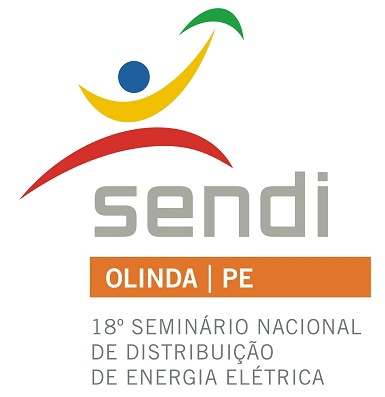 sendi
OLINDA | PE
18º SEMINÁRIO NACIONAL
DE DISTRIBUIÇÃO
DE ENERGIA ELÉTRICA